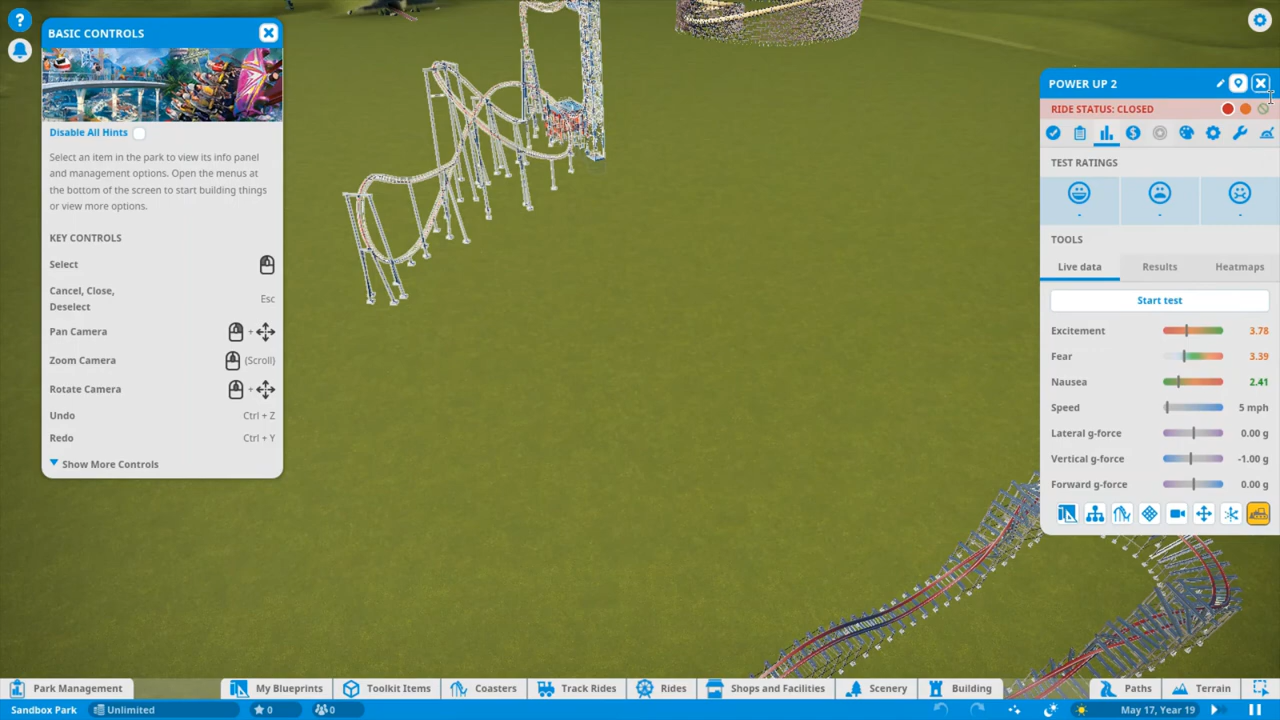 BASIC CONTROLS
Disable All Hints
Select an item in the park to view its info panel
and management options. Open the menus at
the bottom of the screen to start building things
or view more options.
KEY CONTROLS
Select
Cancel, Close,
Deselect
Esc
Pan Camera
+
Zoom Camera
(Scroll)
Rotate Camera
+
Undo
Ctrl + Z
Redo
Ctrl + Y
Show More Controls
POWER UP 2
RIDE STATUS: CLOSED
TEST RATINGS
- - -
TOOLS
Live data
Results
Heatmaps
Start test
Excitement 3.78
Fear 3.39
Nausea 2.41
Speed 5 mph
Lateral g-force 0.00 g
Vertical g-force -1.00 g
Forward g-force 0.00 g
Park Management
My Blueprints
Toolkit Items
Coasters
Track Rides
Rides
Shops and Facilities
Scenery
Building
Paths
Terrain
Sandbox Park
Unlimited
0
0
May 17, Year 19